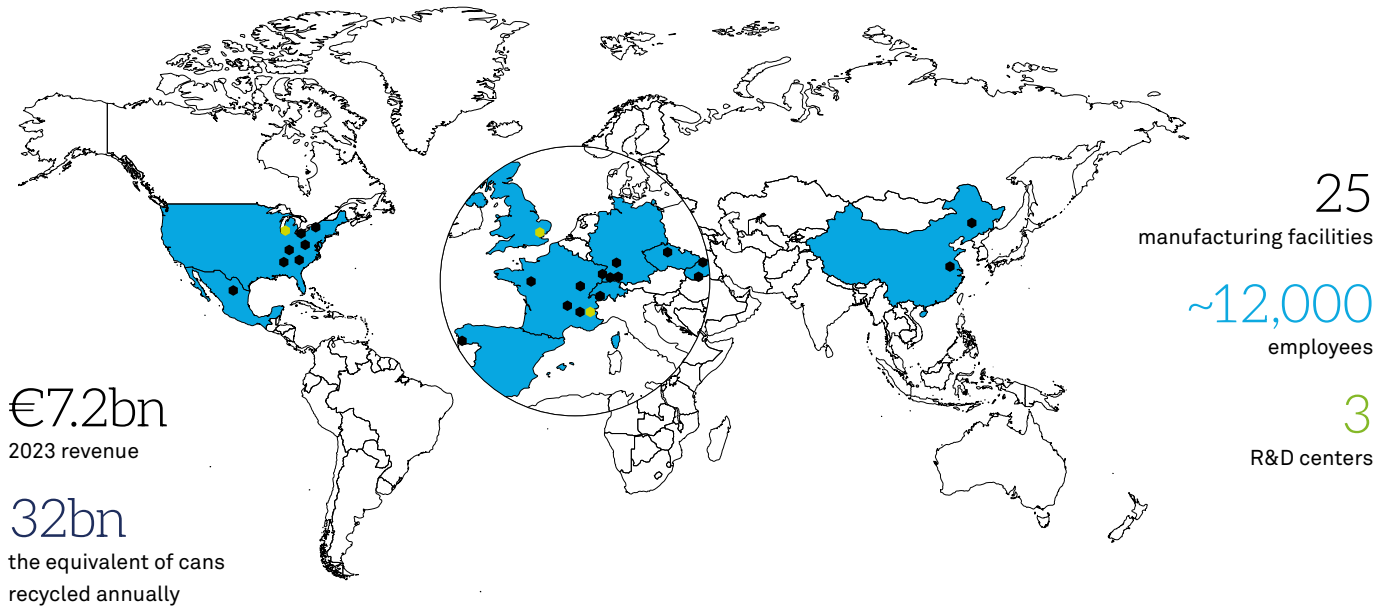 €7.2bn
2023 revenue
32bn
the equivalent of cans
recycled annually
25
manufacturing facilities
~12,000
employees
3
R&D centers